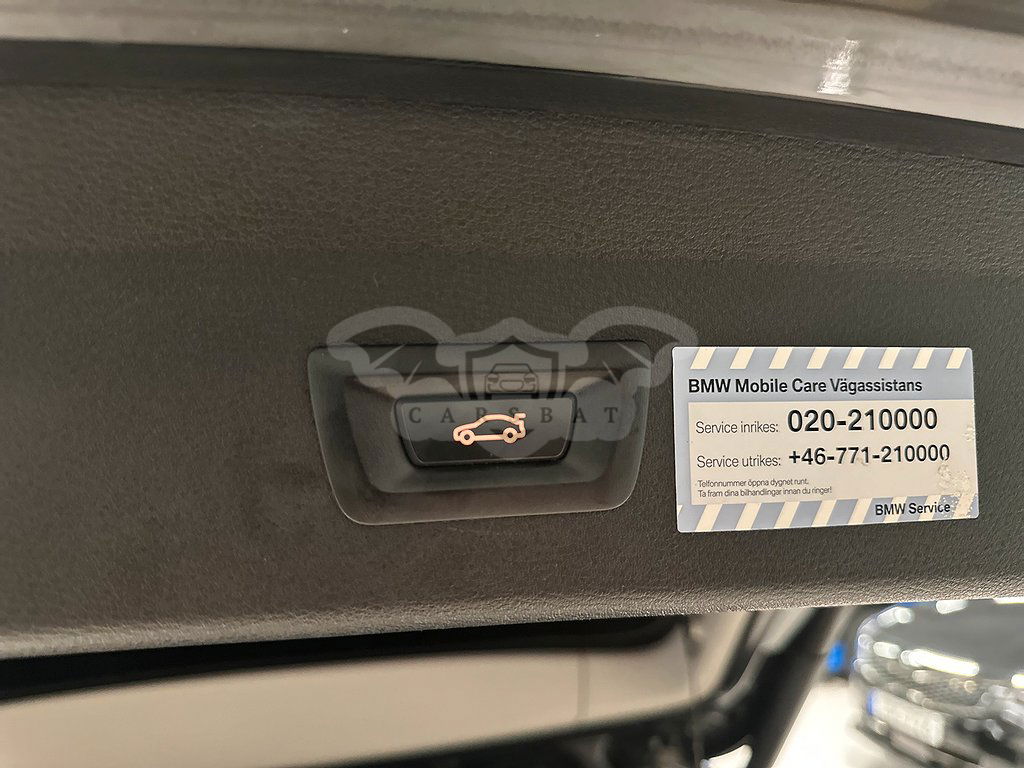 CARSBAT
BMW Mobile Care Vägassistans
Service inrikes: 020-210000
Service utrikes: +46-771-210000
Telfonnummer öppna dygnet runt.
Ta fram dina bilhandlingar innan du ringer!
BMW Service